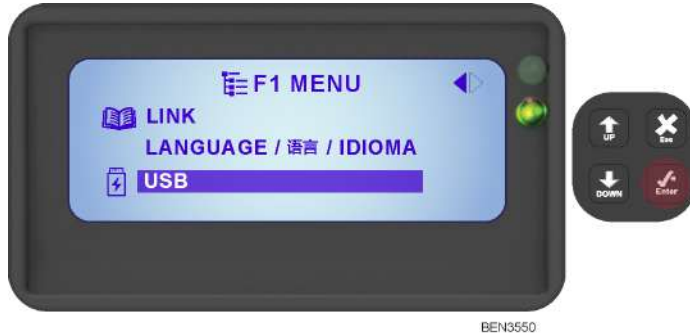 F1 MENU
LINK
LANGUAGE / 语言 / IDIOMA
USB
UP
Esc
DOWN
Enter
BEN3550